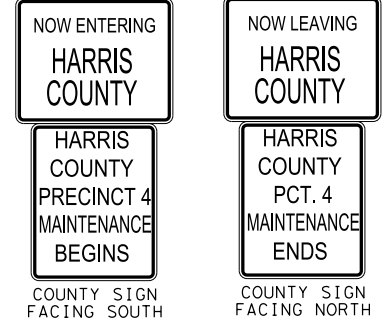 NOW ENTERING
HARRIS
COUNTY
HARRIS
COUNTY
PRECINCT 4
MAINTENANCE
BEGINS
COUNTY SIGN
FACING SOUTH
NOW LEAVING
HARRIS
COUNTY
HARRIS
COUNTY
PCT. 4
MAINTENANCE
ENDS
COUNTY SIGN
FACING NORTH